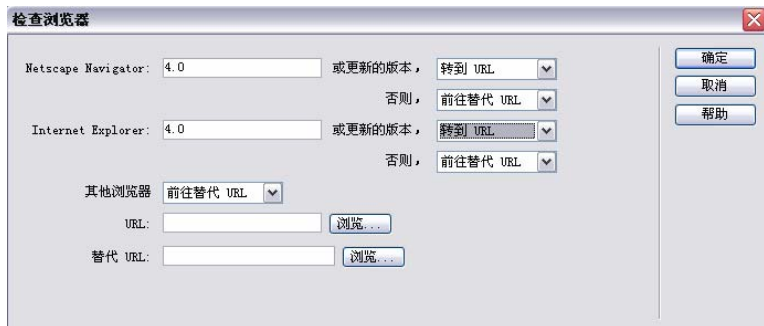 检查浏览器
Netscape Navigator: 4.0 或更新的版本， 转到 URL 确定
否则， 前往替代 URL 取消
Internet Explorer: 4.0 或更新的版本， 转到 URL 帮助
否则， 前往替代 URL
其他浏览器 前往替代 URL
URL: 浏览...
替代 URL: 浏览...